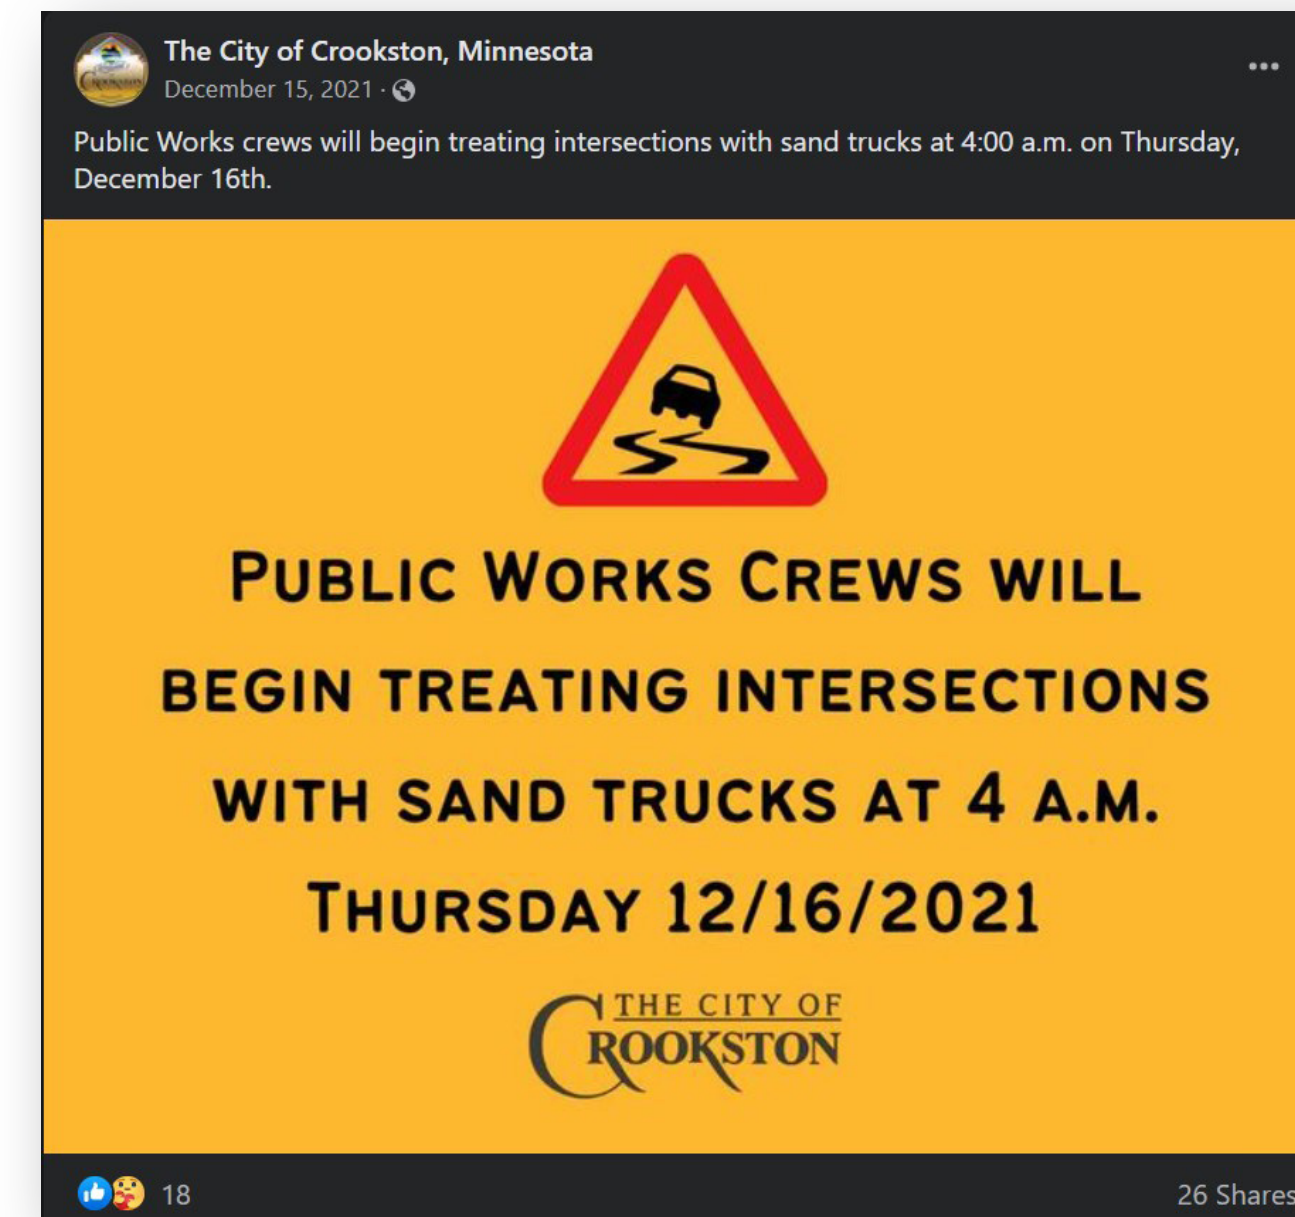 The City of Crookston, Minnesota
December 15, 2021 ·
Public Works crews will begin treating intersections with sand trucks at 4:00 a.m. on Thursday,
December 16th.
PUBLIC WORKS CREWS WILL
BEGIN TREATING INTERSECTIONS
WITH SAND TRUCKS AT 4 A.M.
THURSDAY 12/16/2021
THE CITY OF
CROOKSTON
18
26 Shares